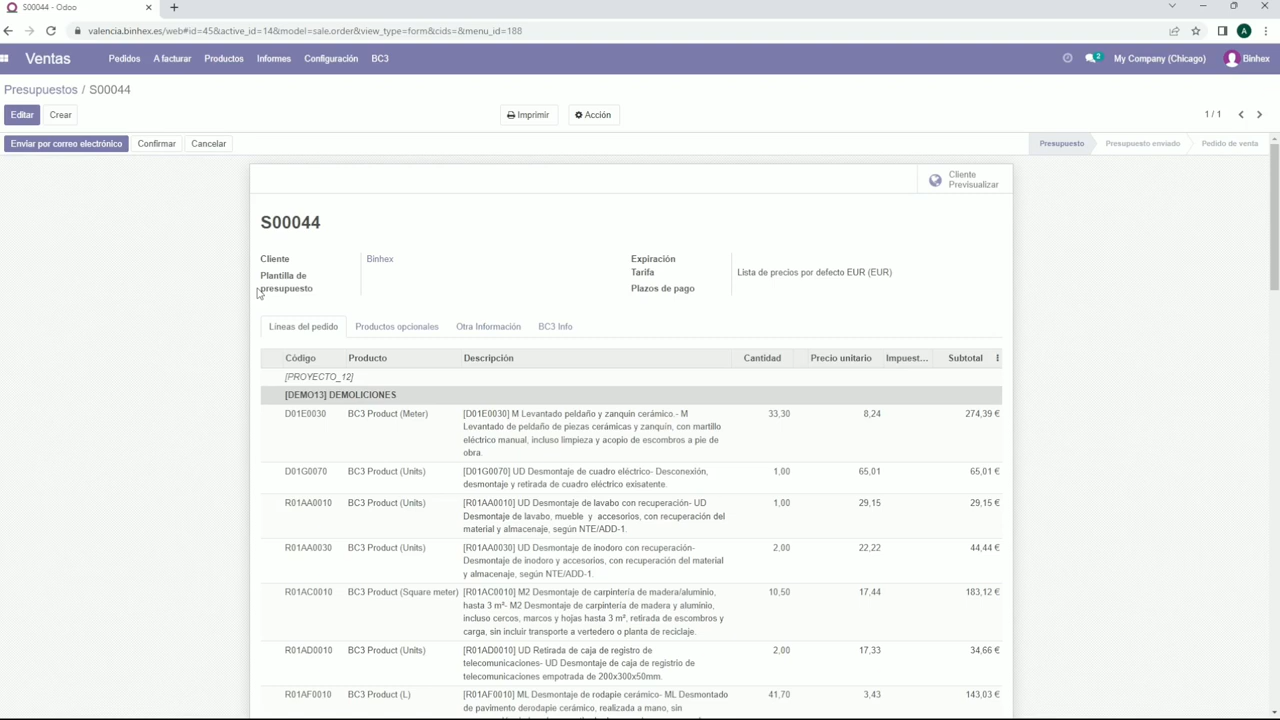 S00044 - Odoo
valencia.binhex.es/web#id=45&active_id=14&model=sale.order&view_type=form&cids=&menu_id=188
A
Ventas Pedidos A facturar Productos Informes Configuración BC3 2 My Company (Chicago) Binhex
Presupuestos / S00044
Editar Crear Imprimir Acción 1 / 1
Enviar por correo electrónico Confirmar Cancelar Presupuesto Presupuesto enviado Pedido de venta
Cliente
Previsualizar
S00044
Cliente Binhex
Plantilla de
presupuesto
Expiración
Tarifa Lista de precios por defecto EUR (EUR)
Plazos de pago
Líneas del pedido Productos opcionales Otra Información BC3 Info
Código Producto Descripción Cantidad Precio unitario Impuest... Subtotal
[PROYECTO_12]
[DEMO13] DEMOLICIONES
D01E0030 BC3 Product (Meter) [D01E0030] M Levantado peldaño y zanquin cerámico.- M 33,30 8,24 274,39 €
Levantado de peldaño de piezas cerámicas y zanquín, con martillo
eléctrico manual, incluso limpieza y acopio de escombros a pie de
obra.
D01G0070 BC3 Product (Units) [D01G0070] UD Desmontaje de cuadro eléctrico- Desconexión, 1,00 65,01 65,01 €
desmontaje y retirada de cuadro eléctrico exisatente.
R01AA0010 BC3 Product (Units) [R01AA0010] UD Desmontaje de lavabo con recuperación- UD 1,00 29,15 29,15 €
Desmontaje de lavabo, mueble y accesorios, con recuperación del
material y almacenaje, según NTE/ADD-1.
R01AA0030 BC3 Product (Units) [R01AA0030] UD Desmontaje de inodoro con recuperación- 2,00 22,22 44,44 €
Desmontaje de inodoro y accesorios, con recuperación del material
y almacenaje, según NTE/ADD-1.
R01AC0010 BC3 Product (Square meter) [R01AC0010] M2 Desmontaje de carpintería de madera/aluminio, 10,50 17,44 183,12 €
hasta 3 m²- M2 Desmontaje de carpintería de madera y aluminio,
incluso cercos, marcos y hojas hasta 3 m², retirada de escombros y
carga, sin incluir transporte a vertedero o planta de reciclaje.
R01AD0010 BC3 Product (Units) [R01AD0010] UD Retirada de caja de registro de 2,00 17,33 34,66 €
telecomunicaciones- UD Desmontaje de caja de registro de
telecomunicaciones empotrada de 200x300x50mm.
R01AF0010 BC3 Product (L) [R01AF0010] ML Desmontaje de rodapie cerámico- ML Desmontado 41,70 3,43 143,03 €
de pavimento derodapie cerámico, realizada a mano, sin